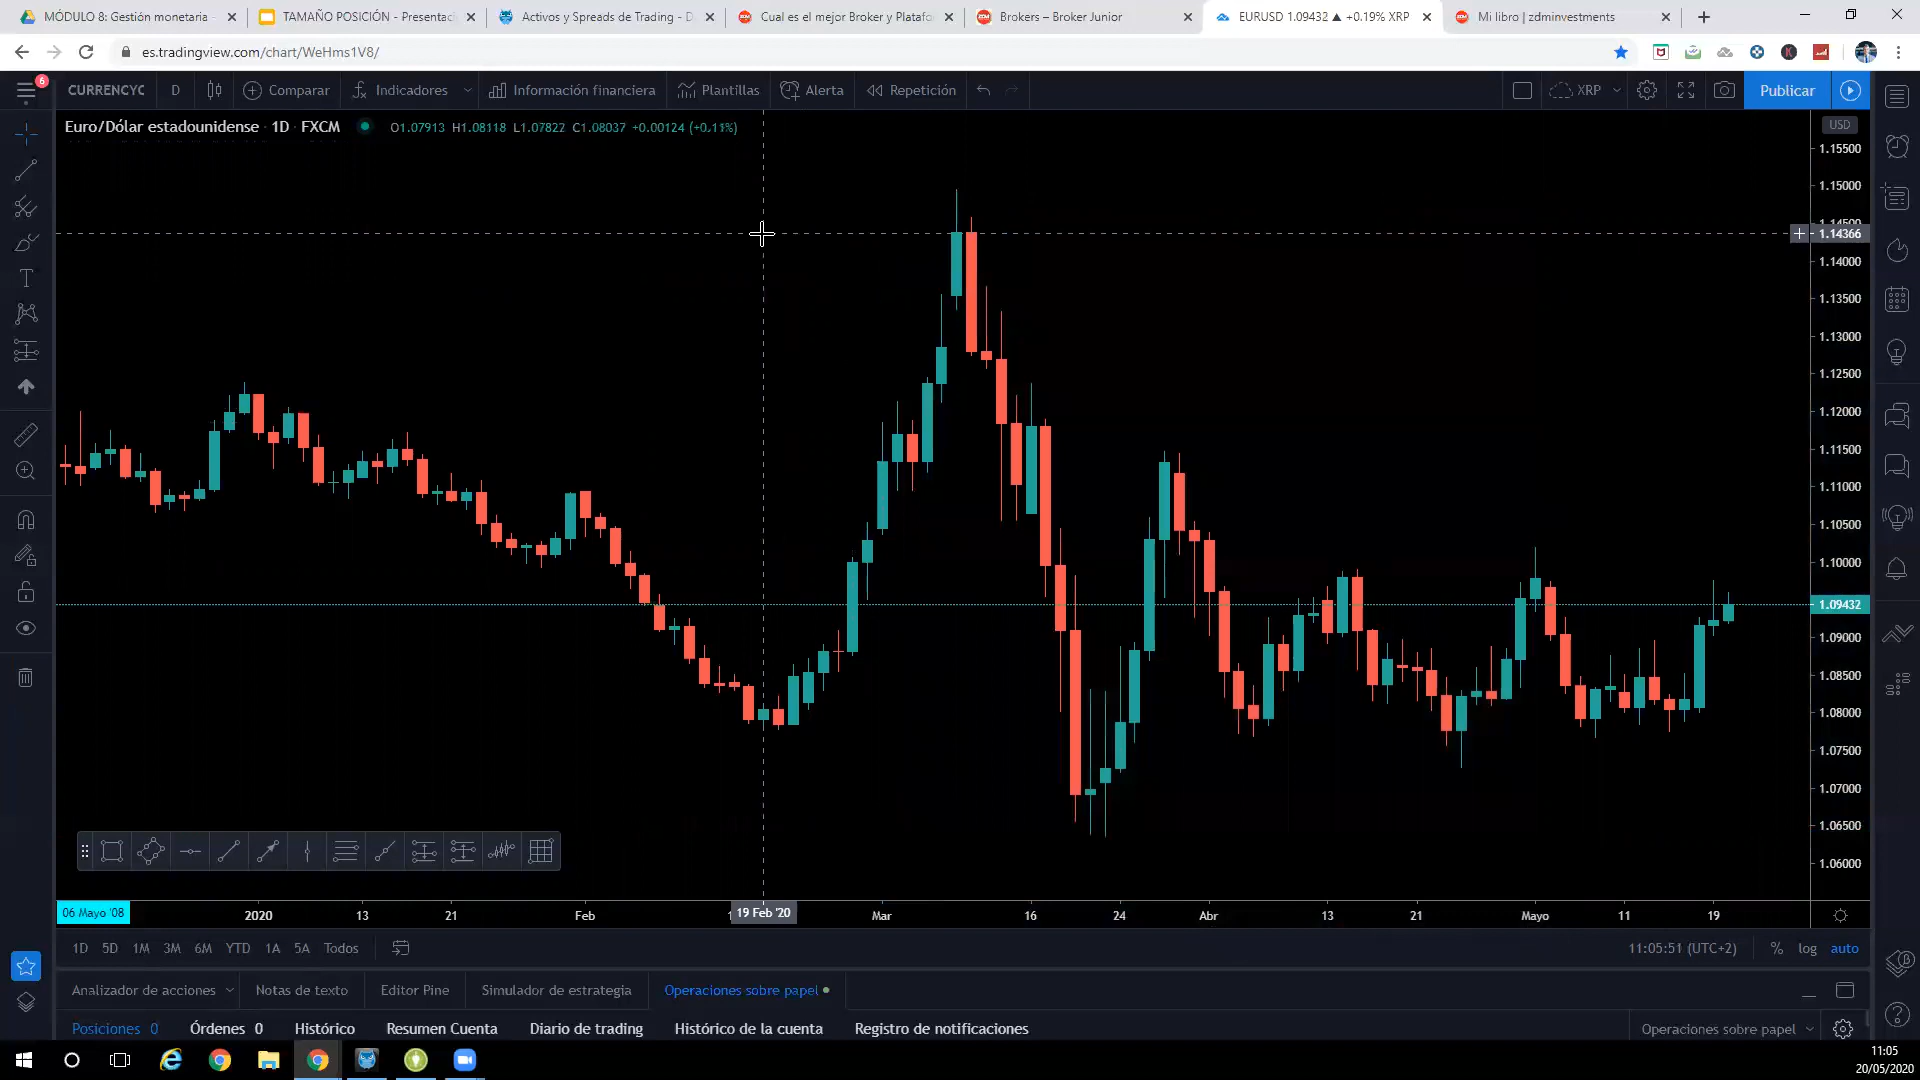 MÓDULO 8: Gestión monetaria
TAMAÑO POSICIÓN - Presentaci
Activos y Spreads de Trading - D
Cual es el mejor Broker y Platafo
Brokers – Broker Junior
EURUSD 1.09432 ▲ +0.19% XRP
Mi libro | zdminvestments
es.tradingview.com/chart/WeHms1V8/
6
CURRENCYC
D
Comparar
Indicadores
Información financiera
Plantillas
Alerta
Repetición
XRP
Publicar
Euro/Dólar estadounidense · 1D · FXCM
O1.07913 H1.08118 L1.07822 C1.08037 +0.00124 (+0.11%)
USD
1.15500
1.15000
1.14500
1.14366
1.14000
1.13500
1.13000
1.12500
1.12000
1.11500
1.11000
1.10500
1.10000
1.09432
1.09000
1.08500
1.08000
1.07500
1.07000
1.06500
1.06000
06 Mayo '08
2020
13
21
Feb
19 Feb '20
Mar
16
24
Abr
13
21
Mayo
11
19
1D 5D 1M 3M 6M YTD 1A 5A Todos
11:05:51 (UTC+2)
% log auto
Analizador de acciones
Notas de texto
Editor Pine
Simulador de estrategia
Operaciones sobre papel
Posiciones 0
Órdenes 0
Histórico
Resumen Cuenta
Diario de trading
Histórico de la cuenta
Registro de notificaciones
Operaciones sobre papel
11:05
20/05/2020